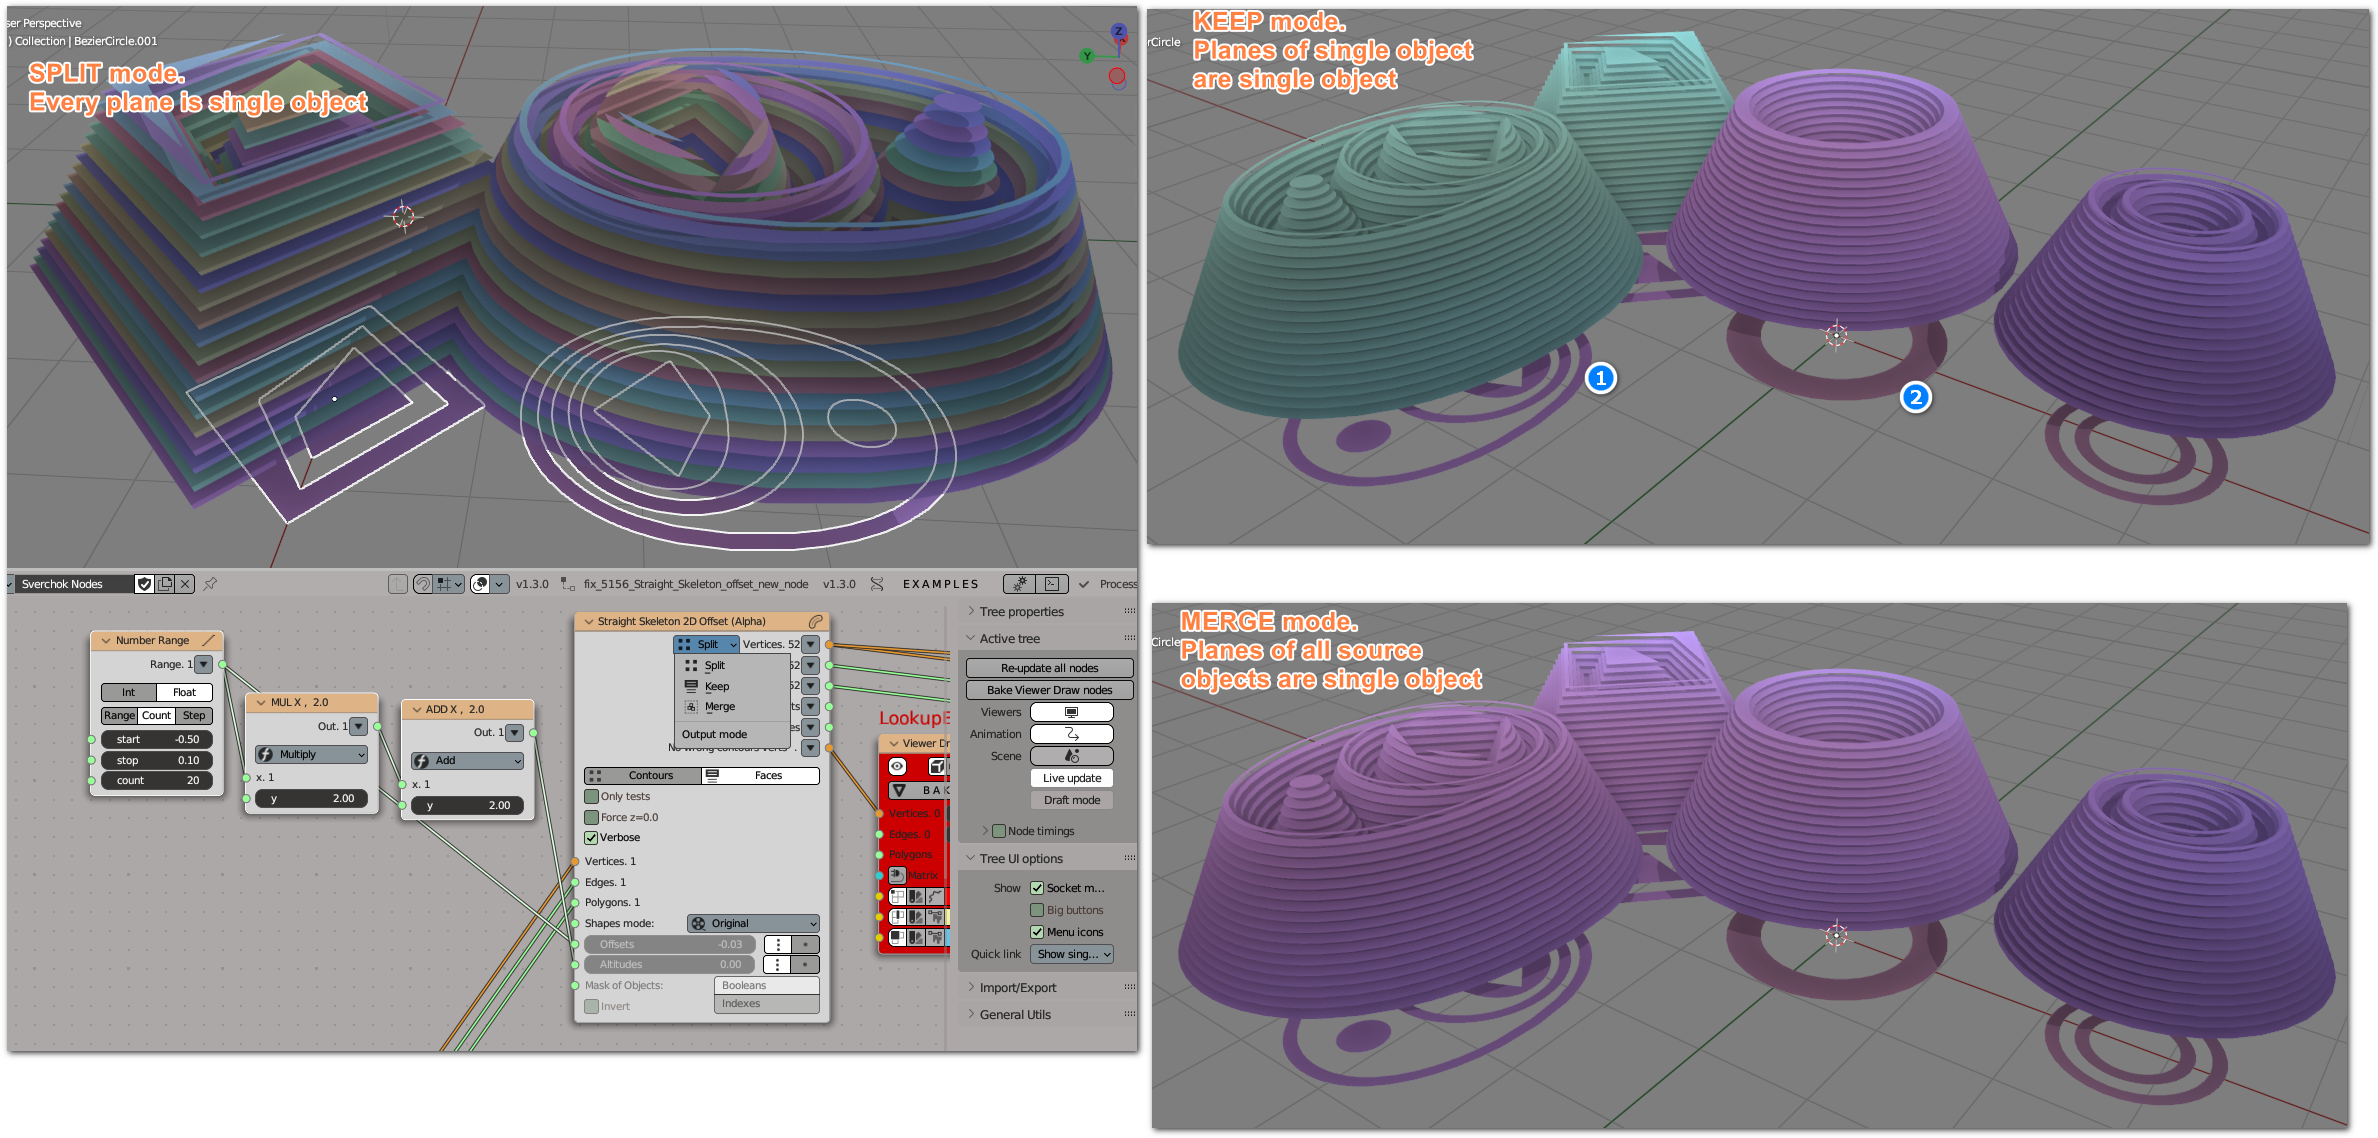 ser Perspective
) Collection | BezierCircle.001
SPLIT mode.
Every plane is single object
Z
Y
Sverchok Nodes
v1.3.0
fix_5156_Straight_Skeleton_offset_new_node
v1.3.0
EXAMPLES
Process
Number Range
Range. 1
Int
Float
Range
Count
Step
start -0.50
stop 0.10
count 20
MUL X , 2.0
Out. 1
Multiply
x. 1
y 2.00
ADD X , 2.0
Out. 1
Add
x. 1
y 2.00
Straight Skeleton 2D Offset (Alpha)
Split
Vertices. 52
Split
52
Keep
52
Merge
ts
es
Output mode
Contours
Faces
Only tests
Force z=0.0
Verbose
Vertices. 1
Edges. 1
Polygons. 1
Shapes mode:
Original
Offsets -0.03
Altitudes 0.00
Mask of Objects:
Booleans
Invert
Indexes
Viewer Dr
B A K
Vertices. 0
Edges. 0
Polygons
Matrix
Tree properties
Active tree
Re-update all nodes
Bake Viewer Draw nodes
Viewers
Animation
Scene
Live update
Draft mode
Node timings
Tree UI options
Show
Socket m...
Big buttons
Menu icons
Quick link
Show sing...
Import/Export
General Utils
KEEP mode.
rCircle
Planes of single object
are single object
1
2
MERGE mode.
Circle
Planes of all source
objects are single object